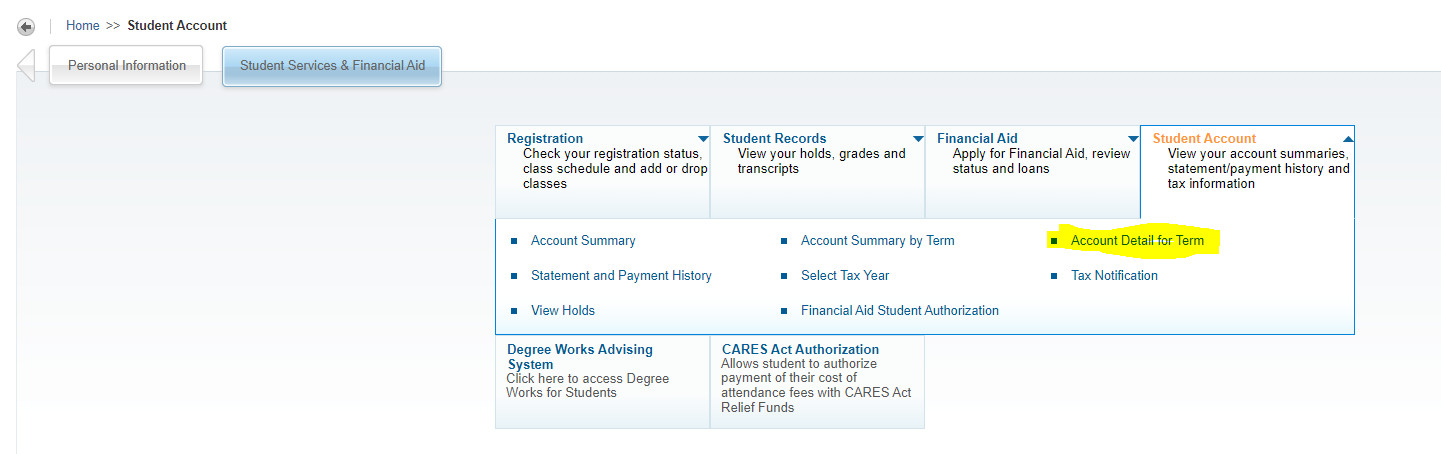 Home >> Student Account
Personal Information
Student Services & Financial Aid
Registration
Check your registration status,
class schedule and add or drop
classes
Student Records
View your holds, grades and
transcripts
Financial Aid
Apply for Financial Aid, review
status and loans
Student Account
View your account summaries,
statement/payment history and
tax information
Account Summary
Account Summary by Term
Account Detail for Term
Statement and Payment History
Select Tax Year
Tax Notification
View Holds
Financial Aid Student Authorization
Degree Works Advising
System
Click here to access Degree
Works for Students
CARES Act Authorization
Allows student to authorize
payment of their cost of
attendance fees with CARES Act
Relief Funds